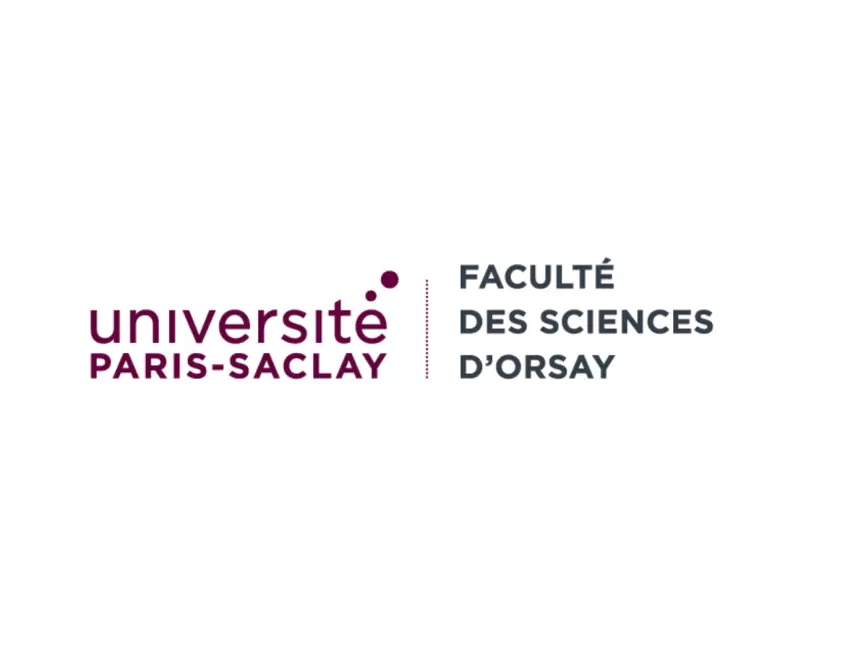 université
PARIS-SACLAY
FACULTÉ
DES SCIENCES
D'ORSAY